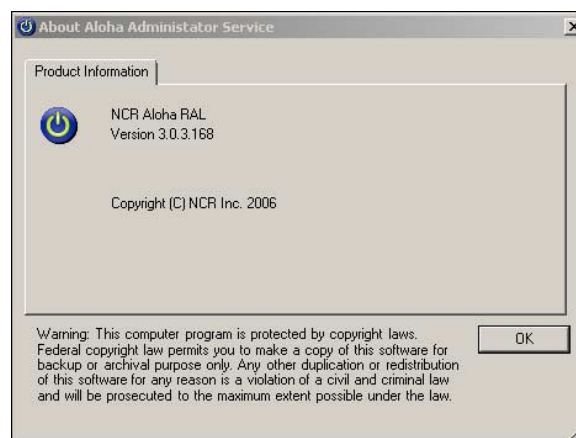 About Aloha Administator Service
Product Information
NCR Aloha RAL
Version 3.0.3.168
Copyright (C) NCR Inc. 2006
Warning: This computer program is protected by copyright laws.
Federal copyright law permits you to make a copy of this software for
backup or archival purpose only. Any other duplication or redistribution
of this software for any reason is a violation of a civil and criminal law
and will be prosecuted to the maximum extent possible under the law.
OK